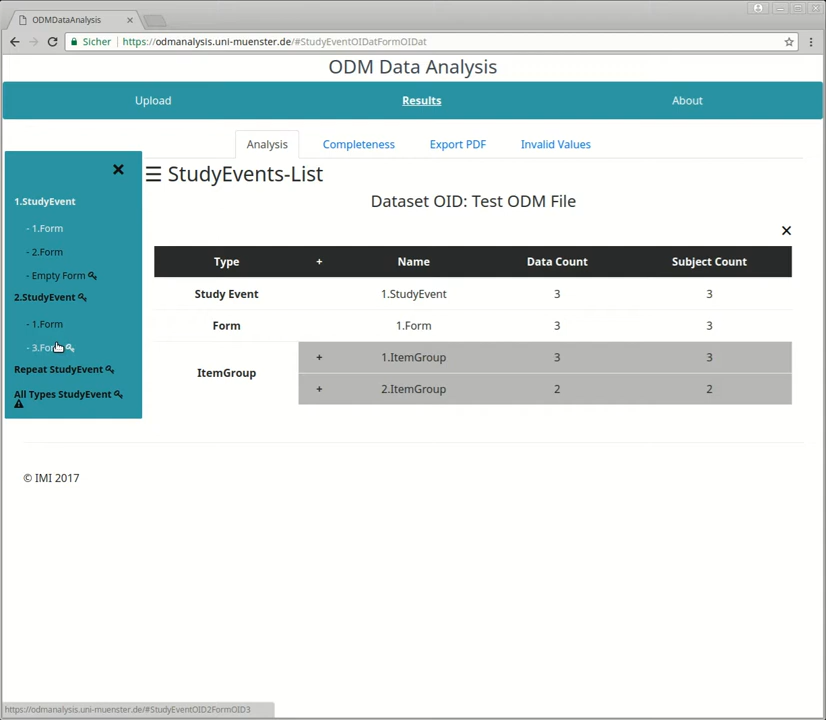 ODMDataAnalysis
Sicher https://odmanalysis.uni-muenster.de/#StudyEventOIDatFormOIDat
ODM Data Analysis
Upload Results About
Analysis Completeness Export PDF Invalid Values
☰ StudyEvents-List
Dataset OID: Test ODM File
1.StudyEvent
- 1.Form
- 2.Form
- Empty Form
2.StudyEvent
- 1.Form
- 3.Form
Repeat StudyEvent
All Types StudyEvent
Type + Name Data Count Subject Count
Study Event 1.StudyEvent 3 3
Form 1.Form 3 3
ItemGroup
+ 1.ItemGroup 3 3
+ 2.ItemGroup 2 2
© IMI 2017
https://odmanalysis.uni-muenster.de/#StudyEventOID2FormOID3